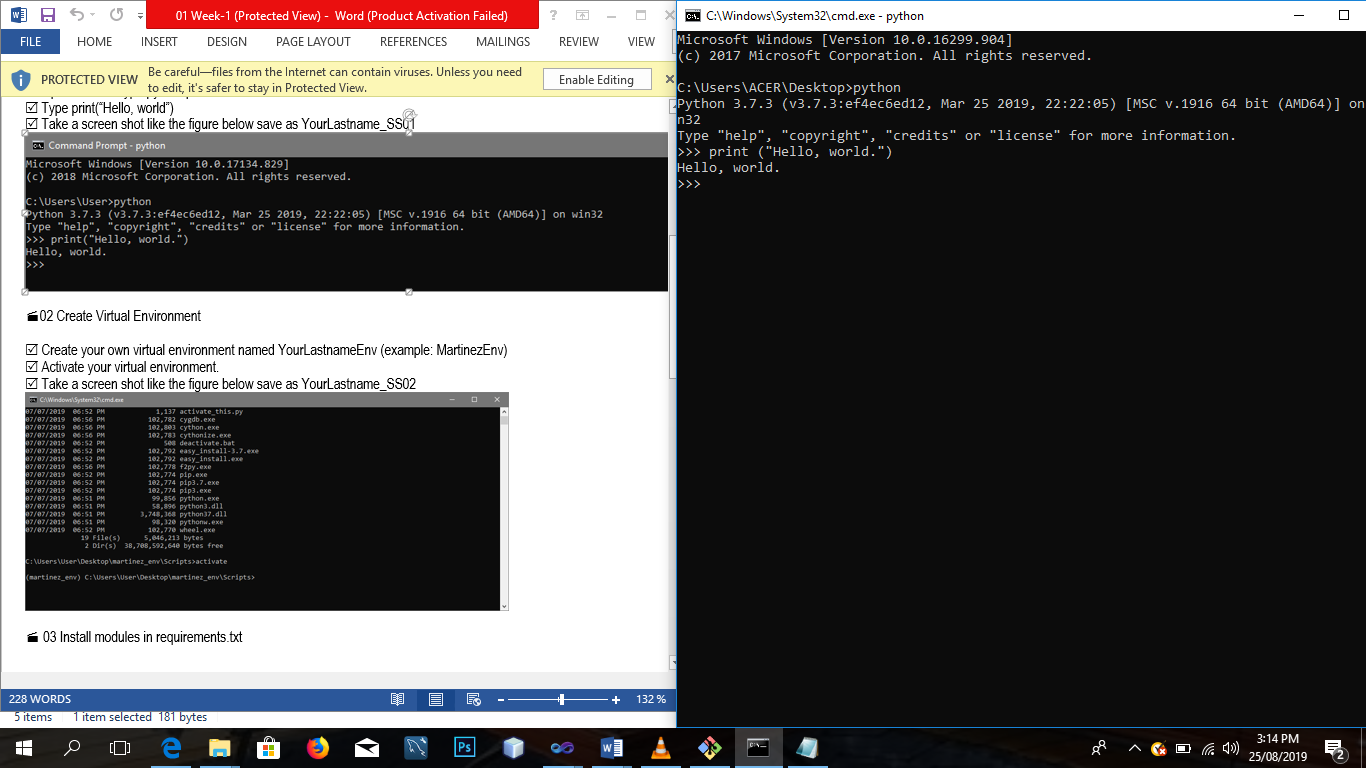 01 Week-1 (Protected View) - Word (Product Activation Failed)
FILE HOME INSERT DESIGN PAGE LAYOUT REFERENCES MAILINGS REVIEW VIEW
PROTECTED VIEW Be careful—files from the Internet can contain viruses. Unless you need
to edit, it's safer to stay in Protected View.
Enable Editing
Type print(“Hello, world”)
Take a screen shot like the figure below save as YourLastname_SS01
Command Prompt - python
Microsoft Windows [Version 10.0.17134.829]
(c) 2018 Microsoft Corporation. All rights reserved.
C:\Users\User>python
Python 3.7.3 (v3.7.3:ef4ec6ed12, Mar 25 2019, 22:22:05) [MSC v.1916 64 bit (AMD64)] on win32
Type "help", "copyright", "credits" or "license" for more information.
>>> print("Hello, world.")
Hello, world.
>>>
02 Create Virtual Environment
Create your own virtual environment named YourLastnameEnv (example: MartinezEnv)
Activate your virtual environment.
Take a screen shot like the figure below save as YourLastname_SS02
C:\Windows\System32\cmd.exe
07/07/2019 06:52 PM 1,137 activate_this.py
07/07/2019 06:56 PM 102,782 cygdb.exe
07/07/2019 06:56 PM 102,803 cython.exe
07/07/2019 06:56 PM 102,783 cythonize.exe
07/07/2019 06:52 PM 508 deactivate.bat
07/07/2019 06:52 PM 102,792 easy_install-3.7.exe
07/07/2019 06:52 PM 102,792 easy_install.exe
07/07/2019 06:56 PM 102,778 f2py.exe
07/07/2019 06:52 PM 102,774 pip.exe
07/07/2019 06:52 PM 102,774 pip3.7.exe
07/07/2019 06:52 PM 102,774 pip3.exe
07/07/2019 06:51 PM 99,856 python.exe
07/07/2019 06:51 PM 58,896 python3.dll
07/07/2019 06:51 PM 3,748,368 python37.dll
07/07/2019 06:51 PM 98,320 pythonw.exe
07/07/2019 06:52 PM 102,770 wheel.exe
19 File(s) 5,046,213 bytes
2 Dir(s) 38,708,592,640 bytes free
C:\Users\User\Desktop\martinez_env\Scripts>activate
(martinez_env) C:\Users\User\Desktop\martinez_env\Scripts>
03 Install modules in requirements.txt
228 WORDS
132 %
5 items 1 item selected 181 bytes
C:\Windows\System32\cmd.exe - python
Microsoft Windows [Version 10.0.16299.904]
(c) 2017 Microsoft Corporation. All rights reserved.
C:\Users\ACER\Desktop>python
Python 3.7.3 (v3.7.3:ef4ec6ed12, Mar 25 2019, 22:22:05) [MSC v.1916 64 bit (AMD64)] on wi
n32
Type "help", "copyright", "credits" or "license" for more information.
>>> print ("Hello, world.")
Hello, world.
>>>
3:14 PM
25/08/2019
2